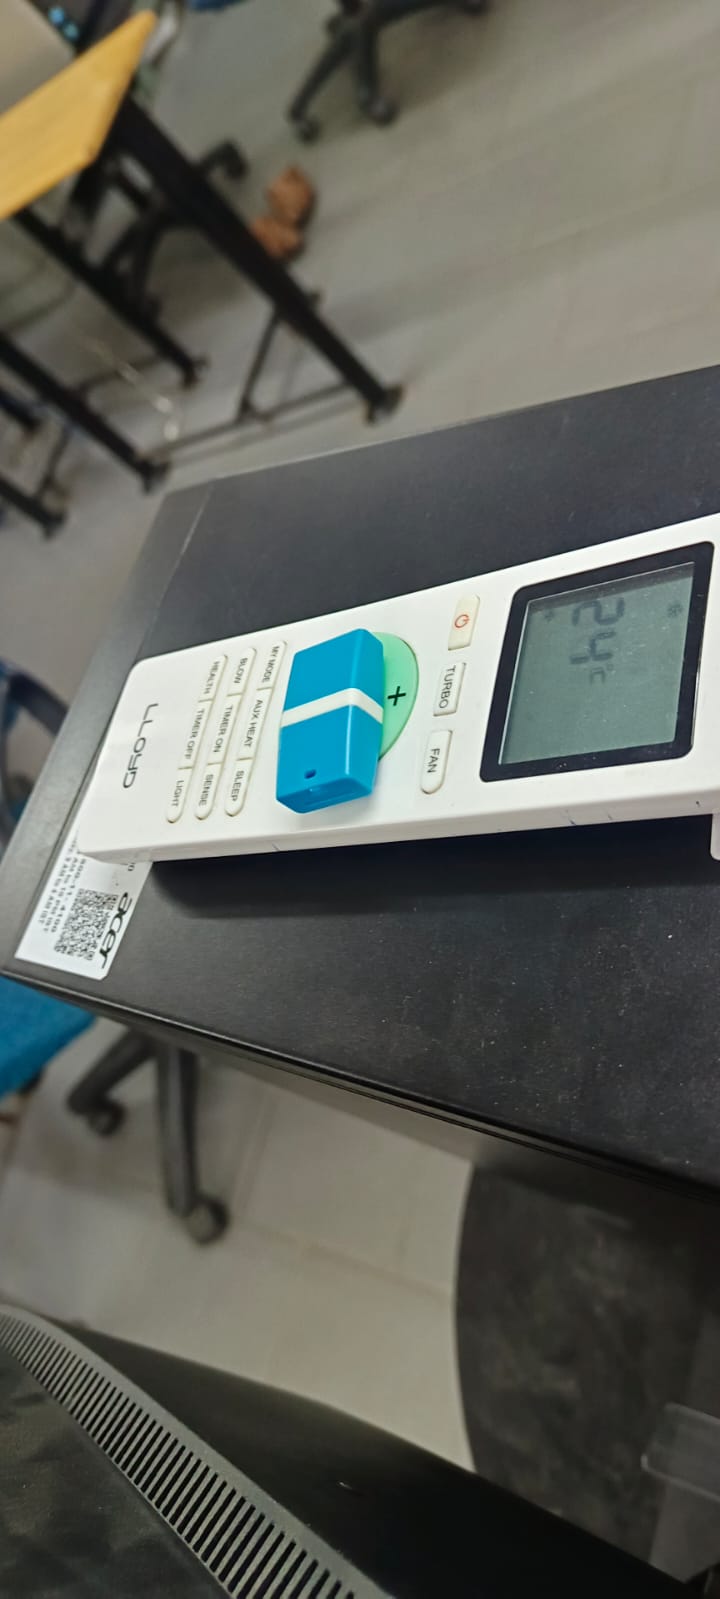 24°C
TURBO
FAN
+
MY MODE AUX HEAT SLEEP
BLOW TIMER ON SENSE
HEALTH TIMER OFF LIGHT
LLOYD
acer